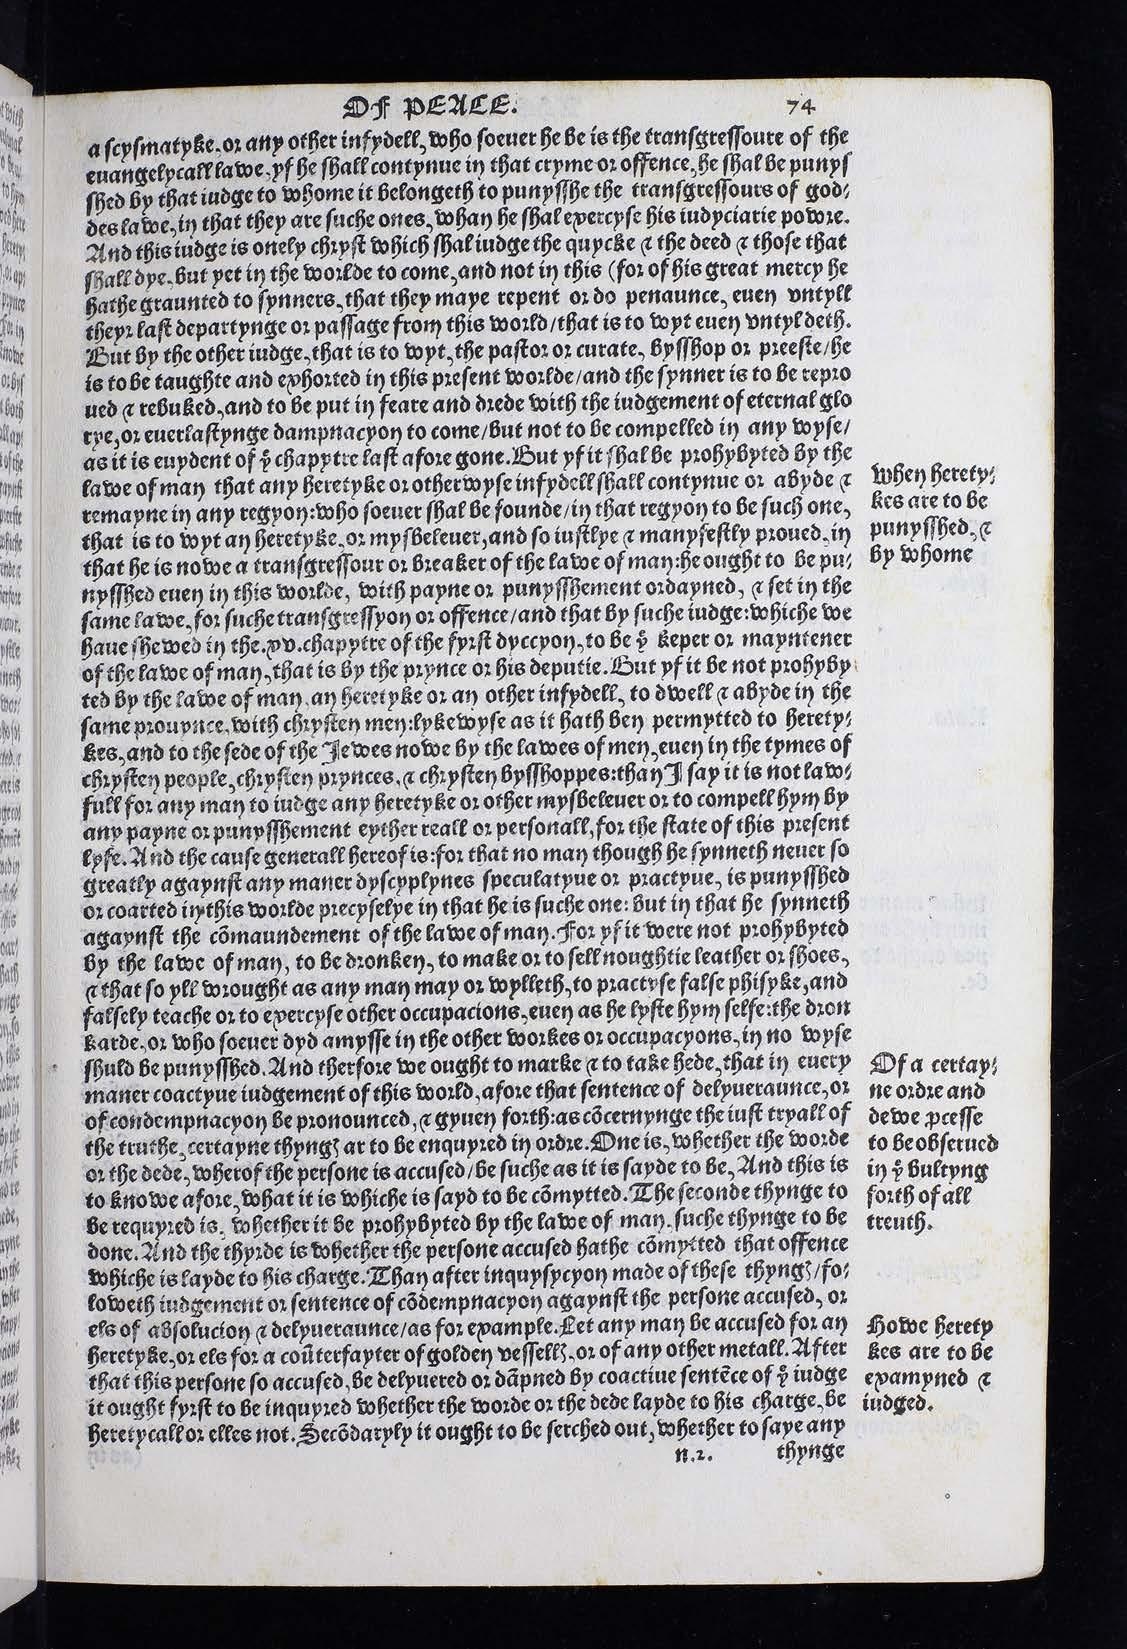 OF PEACE. 74
a scysmatyke, or any other infydell, who soeuer he be is the transgressoure of the
euangelycall lawe, yf he shall contynue in that cryme or offence, he shal be punys
shed by that iudge to whome it belongeth to punysshe the transgressours of god⸗
des lawe, in that they are suche ones, whan he shal exercyse his iudyciarie powre.
And this iudge is onely chryst which shal iudge the quycke & the deed & those that
shall dye, but yet in the worlde to come, and not in this (for of his great mercy he
hathe graunted to synners, that they maye repent or do penaunce, euen vntyll
theyr last departynge or passage from this world/that is to wyt euen vntyl deth.
But by the other iudge, that is to wyt, the pastor or curate, bysshop or preeste/he
is to be taughte and exhorted in this present worlde/and the synner is to be repro
ued & rebuked, and to be put in feare and drede with the iudgement of eternal glo
rye, or euerlastynge dampnacyon to come/but not to be compelled in any wyse/
as it is euydent of yͤ chapytre last afore gone. But yf it shal be prohybyted by the
lawe of man that any heretyke or otherwyse infydell shall contynue or abyde &
remayne in any regyon: who soeuer shal be founde/in that regyon to be such one,
that is to wyt an heretyke, or mysbeleuer, and so iustlye & manyfestly proued, in
that he is nowe a transgressour or breaker of the lawe of man: he ought to be pu⸗
nysshed euen in this worlde, with payne or punysshement ordayned, & set in the
same lawe, for suche transgressyon or offence/and that by suche iudge: whiche we
haue shewed in the .xv. chapytre of the fyrst dyccyon, to be yͤ keper or mayntener
of the lawe of man, that is by the prynce or his deputie. But yf it be not prohyby⸗
ted by the lawe of man, an heretyke or an other infydell, to dwell & abyde in the
same prouynce, with chrysten men: lykewyse as it hath ben permytted to herety⸗
kes, and to the sede of the Jewes nowe by the lawes of men, euen in the tymes of
chrysten people, chrysten prynces, & chrysten bysshoppes: than I say it is not law⸗
full for any man to iudge any heretyke or other mysbeleuer or to compell hym by
any payne or punysshement eyther reall or personall, for the state of this present
lyfe. And the cause generall hereof is: for that no man though he synneth neuer so
greatly agaynst any maner dyscyplynes speculatyue or practyue, is punysshed
or coarted in this worlde precyselye in that he is suche one: but in that he synneth
agaynst the cōmaundement of the lawe of man. For yf it were not prohybyted
by the lawe of man, to be dronken, to make or to sell noughtie leather or shoes,
& that so yll wrought as any man may or wylleth, to practyse false phisyke, and
falsely teache or to exercyse other occupacions, euen as he lyste hym selfe: the dron
karde, or who soeuer dyd amysse in the other workes or occupacyons, in no wyse
shuld be punysshed. And therfore we ought to marke & to take hede, that in euery
maner coactyue iudgement of this world, afore that sentence of delyueraunce, or
of condempnacyon be pronounced, & gyuen forth: as cōcernynge the iust tryall of
the truthe, certayne thyngꝫ ar to be enquyred in ordre. One is, whether the worde
or the dede, wherof the persone is accused/be suche as it is sayde to be, And this is
to knowe afore, what it is whiche is sayd to be cōmytted. The seconde thynge to
be requyred is, whether it be prohybyted by the lawe of man, suche thynge to be
done. And the thyrde is whether the persone accused hathe cōmytted that offence
whiche is layde to his charge. Than after inquysycyon made of these thyngꝫ/fo⸗
loweth iudgement or sentence of cōdempnacyon agaynst the persone accused, or
els of absolucion & delyueraunce/as for example. Let any man be accused for an
heretyke, or els for a coūterfayter of golden vessellꝫ, or of any other metall. After
that this persone so accused, be delyuered or dāpned by coactiue sentēce of yͤ iudge
it ought fyrst to be inquyred whether the worde or the dede layde to his charge, be
heretycall or elles not. Secōdaryly it ought to be serched out, whether to saye any
n.2. thynge
When herety⸗
kes are to be
punysshed, &
by whome
Of a certay⸗
ne ordre and
dewe ꝓcesse
to be obserued
in yͤ bultyng
forth of all
treuth.
Howe herety
kes are to be
examyned &
iudged.